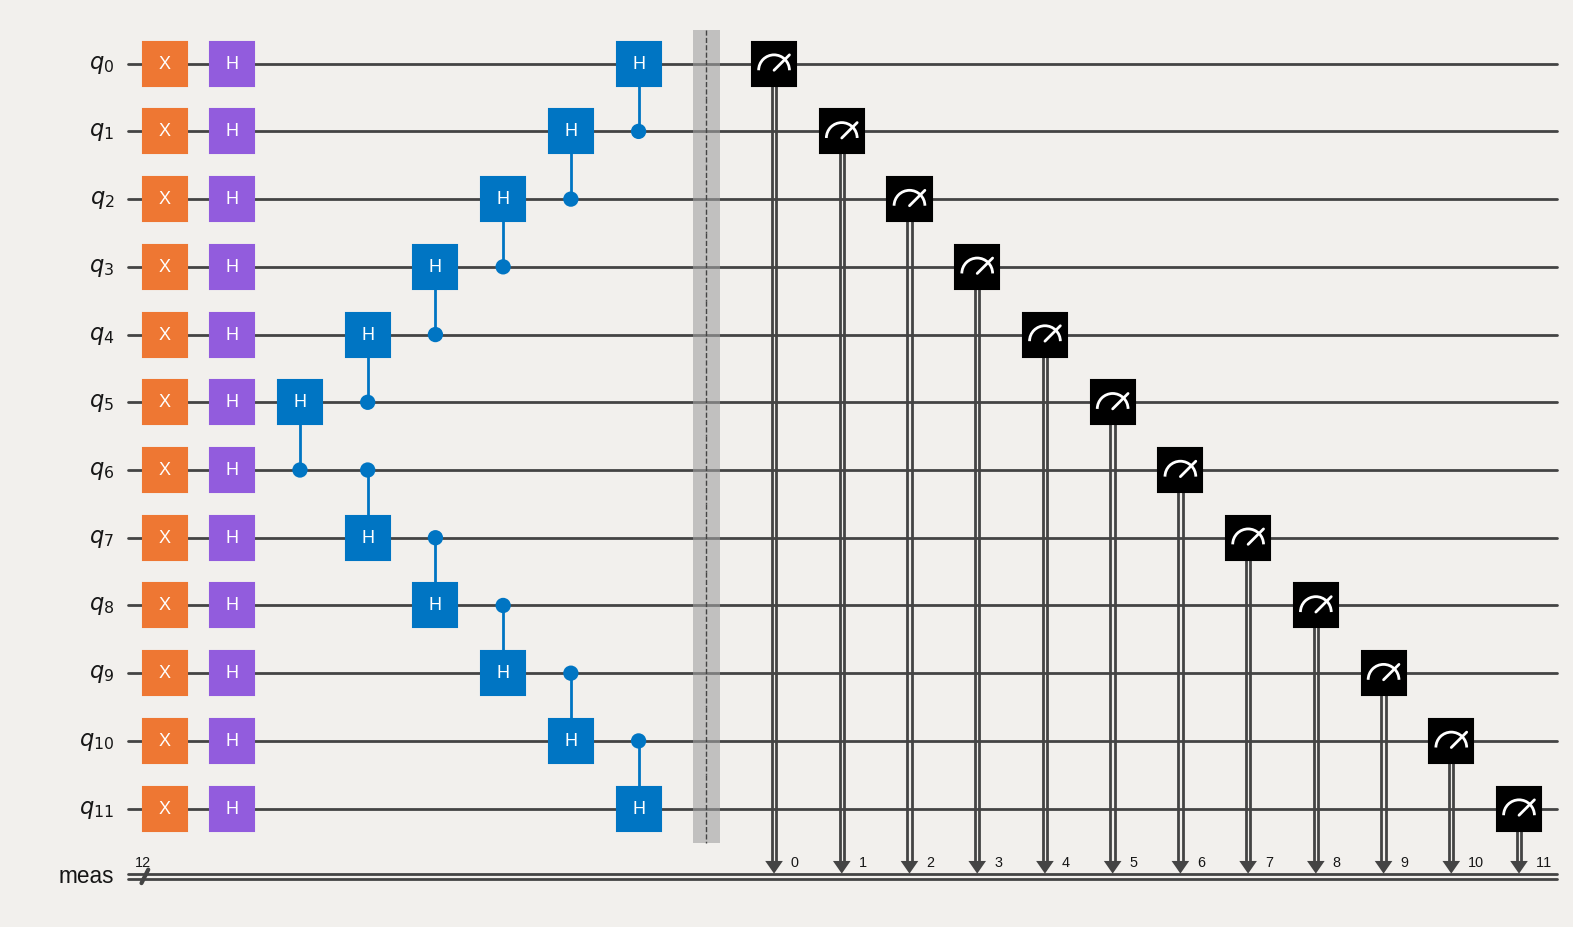 q0 X H H
q1 X H H
q2 X H H
q3 X H H
q4 X H H
q5 X H H
q6 X H
q7 X H H
q8 X H H
q9 X H H
q10 X H H
q11 X H H
12 0 1 2 3 4 5 6 7 8 9 10 11
meas